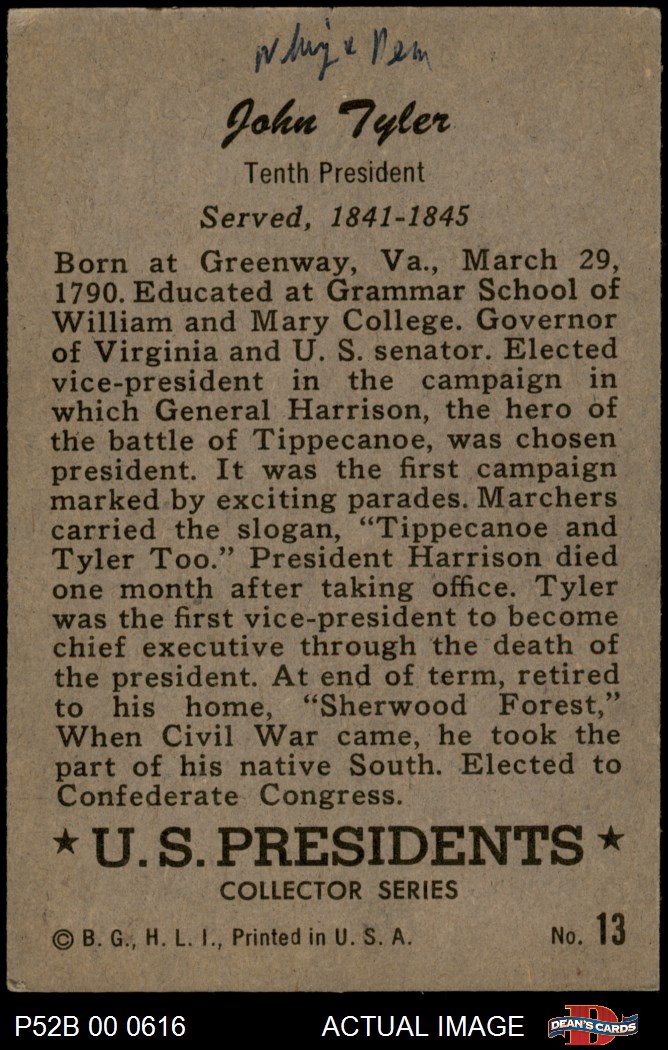 Whig & Dem
John Tyler
Tenth President
Served, 1841-1845
Born at Greenway, Va., March 29,
1790. Educated at Grammar School of
William and Mary College. Governor
of Virginia and U. S. senator. Elected
vice-president in the campaign in
which General Harrison, the hero of
the battle of Tippecanoe, was chosen
president. It was the first campaign
marked by exciting parades. Marchers
carried the slogan, “Tippecanoe and
Tyler Too.” President Harrison died
one month after taking office. Tyler
was the first vice-president to become
chief executive through the death of
the president. At end of term, retired
to his home, “Sherwood Forest,”
When Civil War came, he took the
part of his native South. Elected to
Confederate Congress.
★ U.S. PRESIDENTS ★
COLLECTOR SERIES
© B. G., H. L. I., Printed in U. S. A. No. 13
P52B 00 0616 ACTUAL IMAGE DEAN'S CARDS